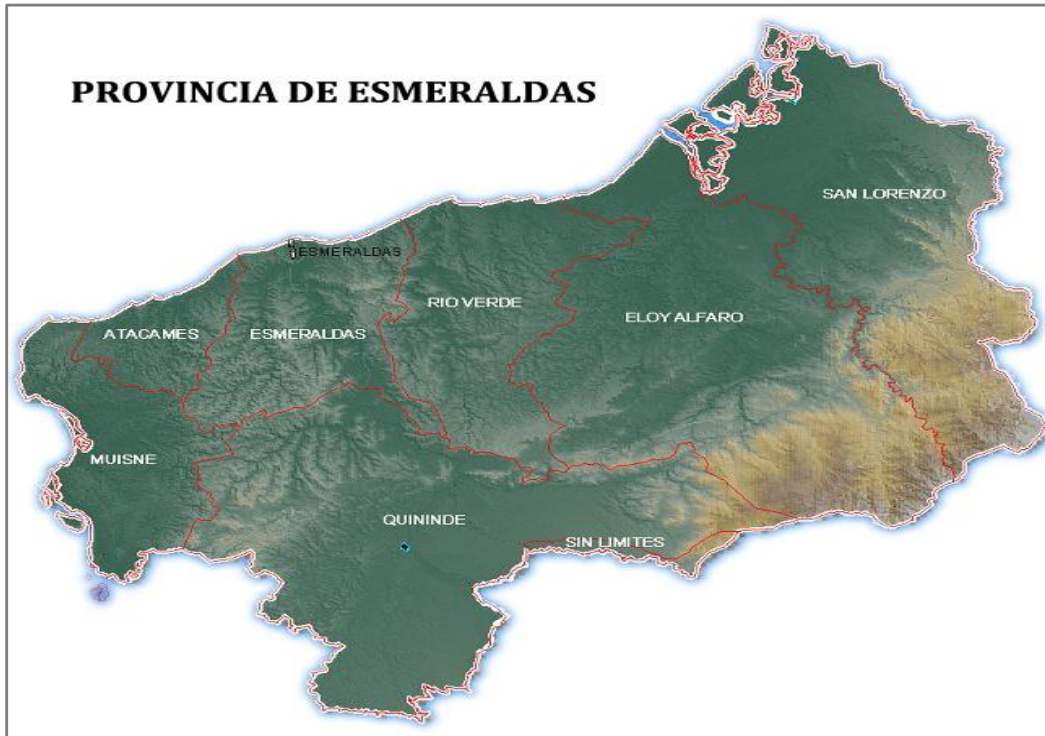 PROVINCIA DE ESMERALDAS
SAN LORENZO
ESMERALDAS
RIO VERDE
ELOY ALFARO
ATACAMES
ESMERALDAS
MUISNE
QUININDE
SIN LIMITES